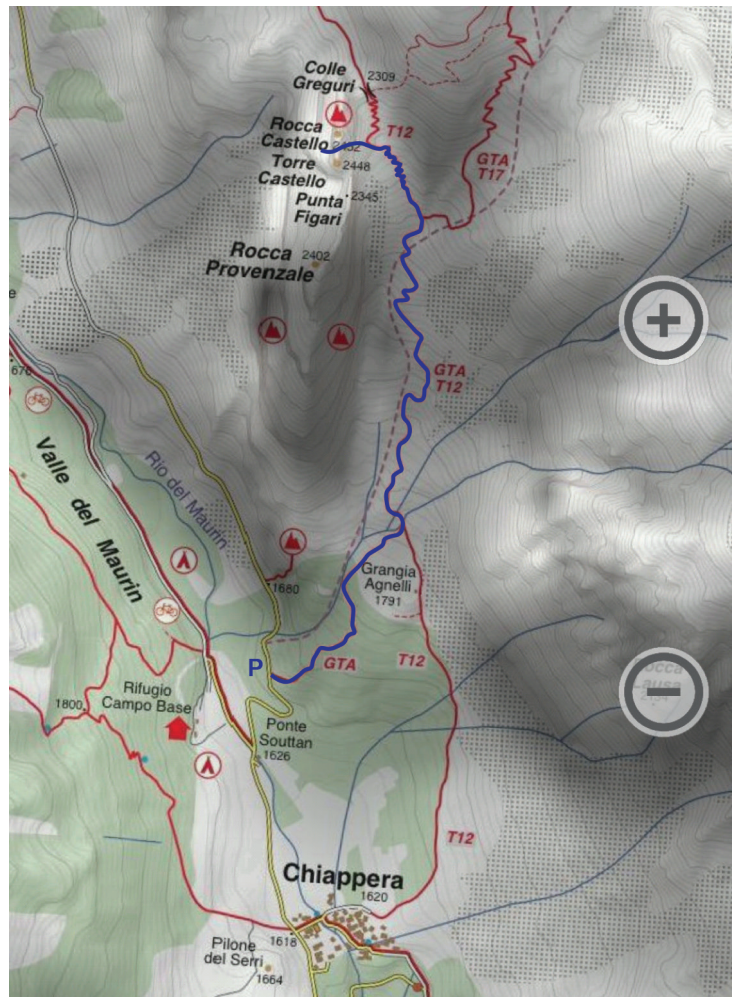 Colle
Greguri
2309
Rocca
Castello
T12
Torre
Castello
2448
GTA
T17
Punta
Figari
2345
Rocca
Provenzale
2402
+
e
GTA
T12
Valle del Maurin
Rio del Maurin
1680
Grangia
Agnelli
1791
P
GTA
T12
1800
Rifugio
Campo Base
Ponte
Souttan
1626
T12
Chiappera
1620
1618
Pilone
del Serri
1664